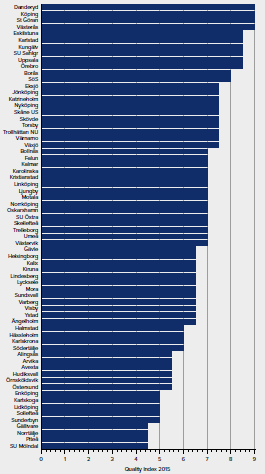 Danderyd
Köping
St Göran
Västerås
Eskilstuna
Karlstad
Kungälv
SU Sahlgr
Uppsala
Örebro
Borås
SöS
Eksjö
Jönköping
Katrineholm
Nyköping
Skåne US
Skövde
Torsby
Trollhättan NU
Värnamo
Växjö
Bollnäs
Falun
Kalmar
Karolinska
Kristianstad
Linköping
Ljungby
Motala
Norrköping
Oskarshamn
SU Östra
Skellefteå
Trelleborg
Umeå
Västervik
Gävle
Helsingborg
Kalix
Kiruna
Lindesberg
Lycksele
Mora
Sundsvall
Varberg
Visby
Ystad
Ängelholm
Halmstad
Hässleholm
Karlskrona
Södertälje
Alingsås
Arvika
Avesta
Hudiksvall
Örnsköldsvik
Östersund
Enköping
Karlskoga
Lidköping
Sollefteå
Sunderbyn
Gällivare
Norrtälje
Piteå
SU Mölndal
0 1 2 3 4 5 6 7 8 9
Quality Index 2015